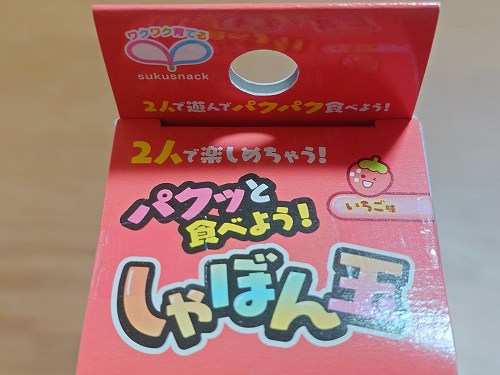 ワクワク育てる
sukusnack
2人で遊んでパクパク食べよう!
2人で楽しめちゃう!
パクッと
食べよう!
いちご味
しゃぼん玉